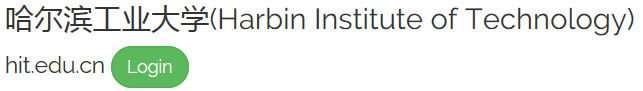 哈尔滨工业大学(Harbin Institute of Technology)
hit.edu.cn Login